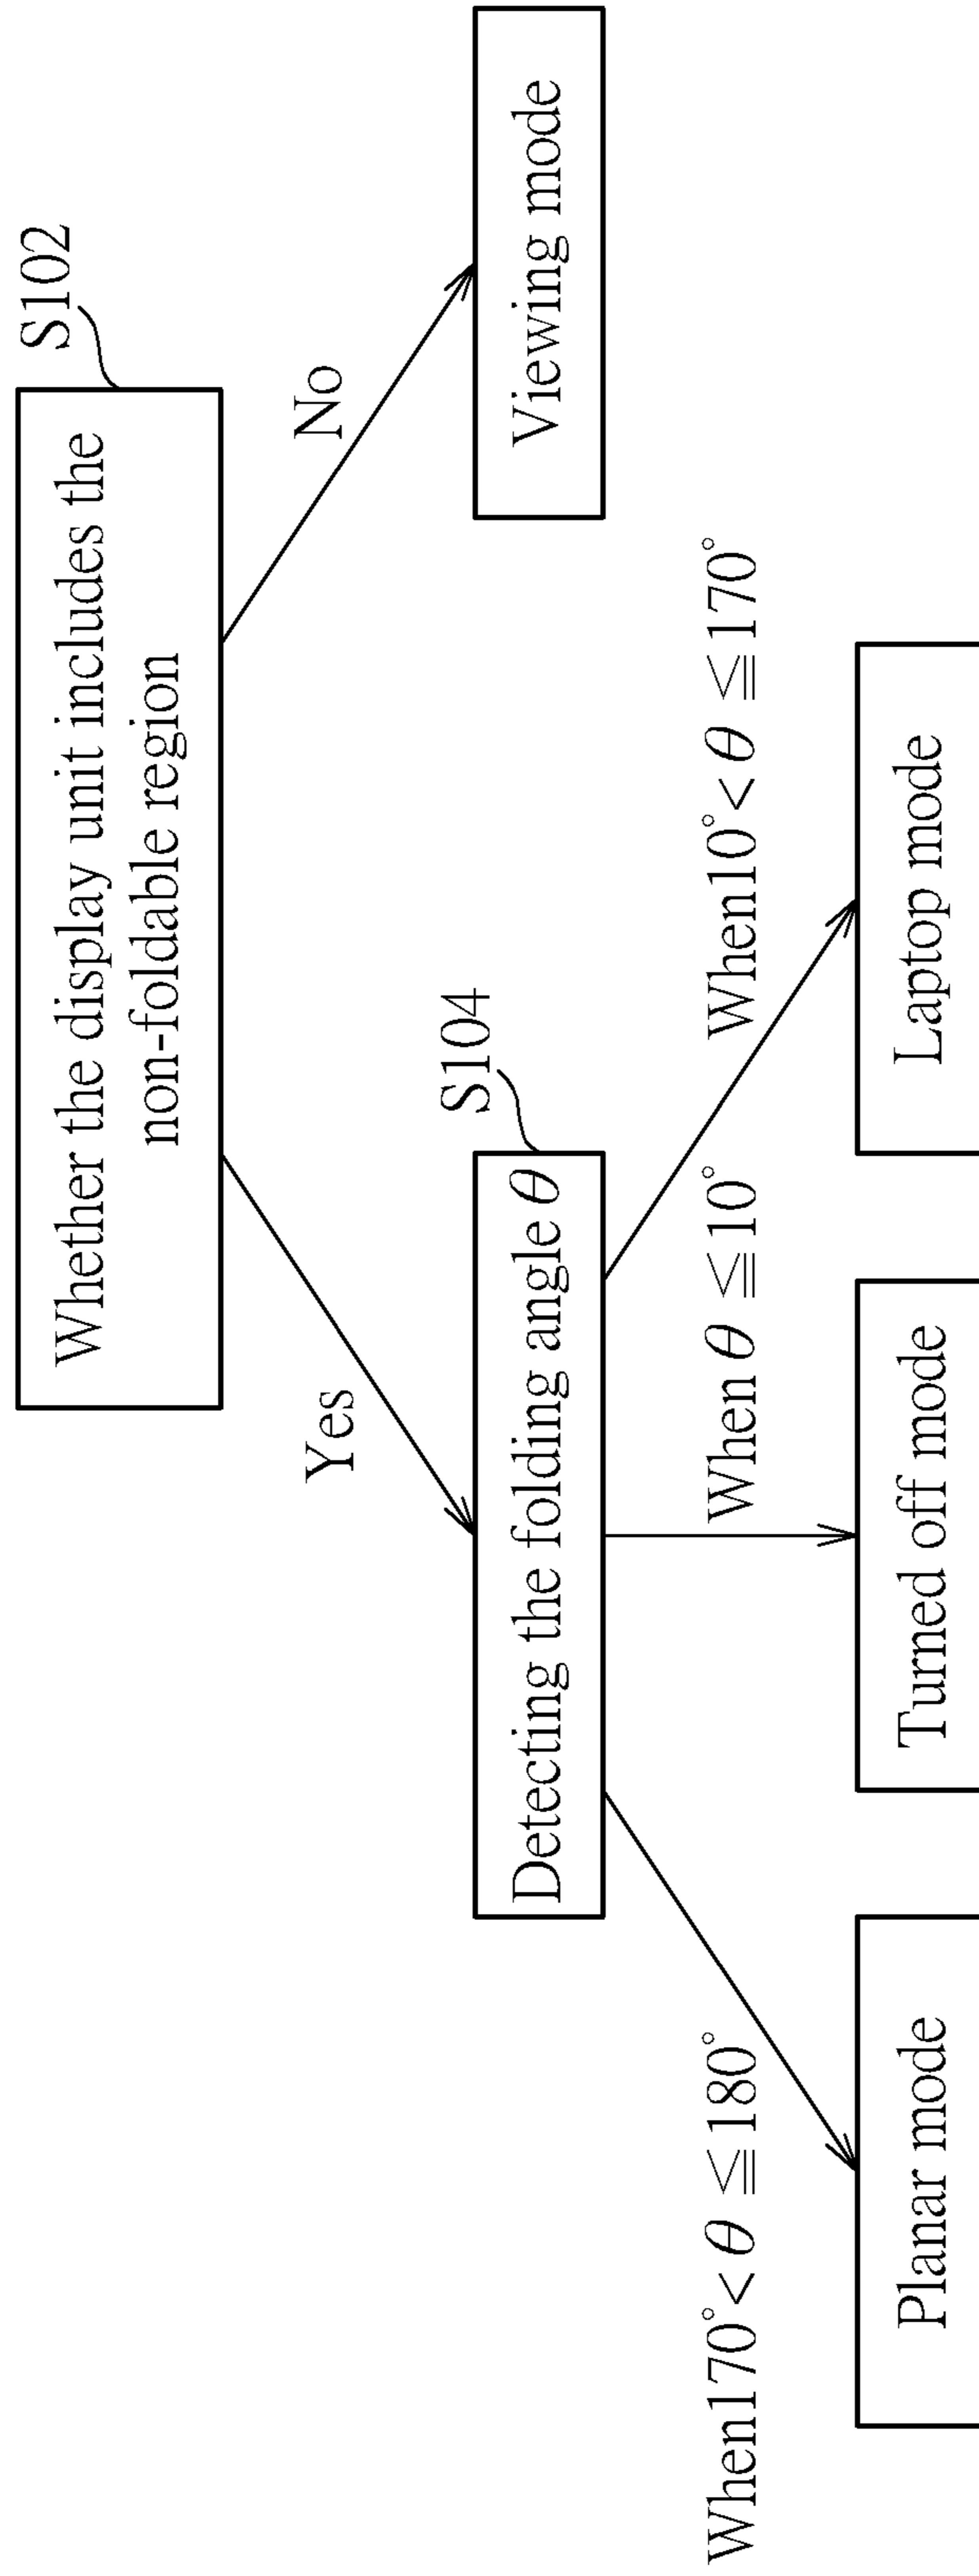 S102
Whether the display unit includes the
non-foldable region
Yes
No
S104
Detecting the folding angle θ
Viewing mode
When170°< θ ≦180°
When θ ≦10°
When10°< θ ≦170°
Planar mode
Turned off mode
Laptop mode